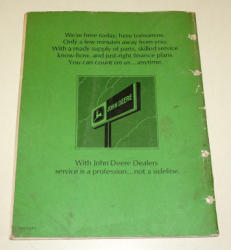 We're here today, here tomorrow.
Only a few minutes away from you.
With a ready supply of parts, skilled service
know-how, and just-right finance plans.
You can count on us...anytime.
JOHN DEERE
With John Deere Dealers
service is a profession...not a sideline.